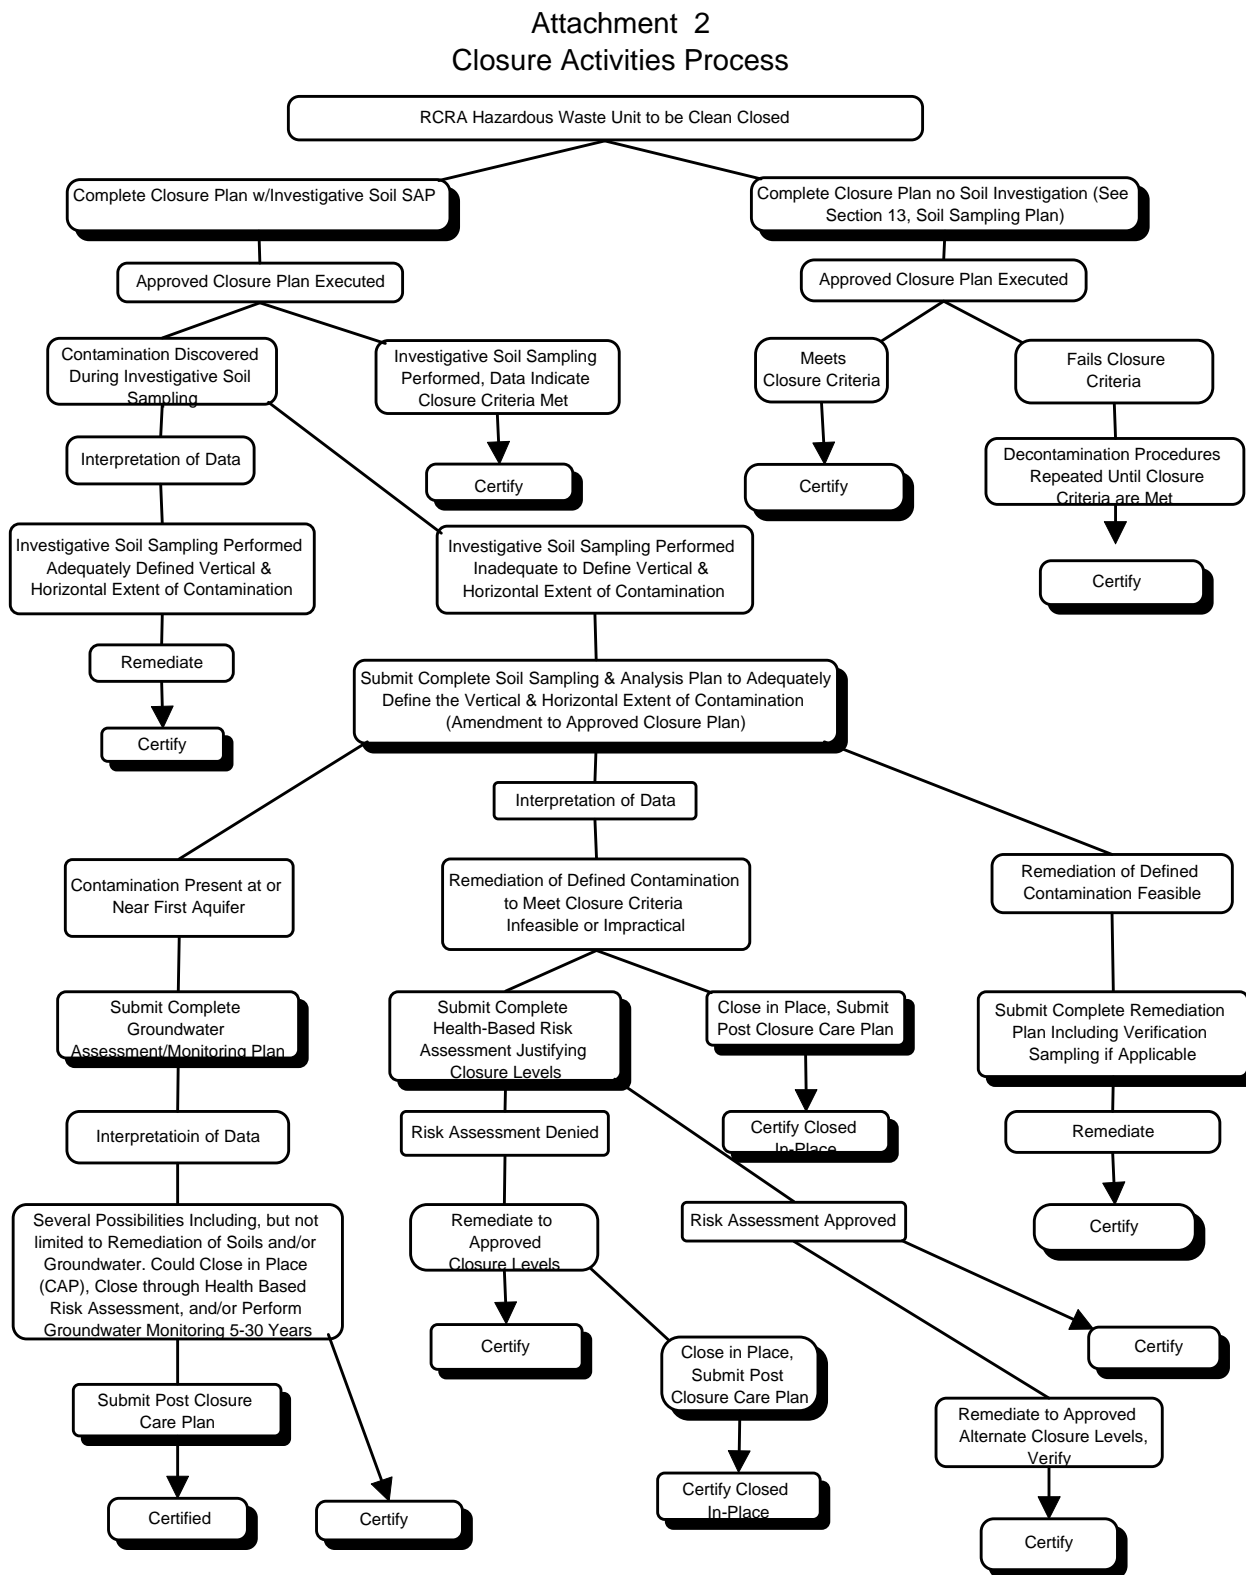 Attachment 2
Closure Activities Process
RCRA Hazardous Waste Unit to be Clean Closed
Complete Closure Plan w/Investigative Soil SAP
Complete Closure Plan no Soil Investigation (See
Section 13, Soil Sampling Plan)
Approved Closure Plan Executed
Approved Closure Plan Executed
Contamination Discovered
During Investigative Soil
Sampling
Investigative Soil Sampling
Performed, Data Indicate
Closure Criteria Met
Meets
Closure Criteria
Fails Closure
Criteria
Interpretation of Data
Certify
Certify
Decontamination Procedures
Repeated Until Closure
Criteria are Met
Investigative Soil Sampling Performed
Adequately Defined Vertical &
Horizontal Extent of Contamination
Investigative Soil Sampling Performed
Inadequate to Define Vertical &
Horizontal Extent of Contamination
Certify
Remediate
Submit Complete Soil Sampling & Analysis Plan to Adequately
Define the Vertical & Horizontal Extent of Contamination
(Amendment to Approved Closure Plan)
Certify
Interpretation of Data
Contamination Present at or
Near First Aquifer
Remediation of Defined Contamination
to Meet Closure Criteria
Infeasible or Impractical
Remediation of Defined
Contamination Feasible
Submit Complete
Groundwater
Assessment/Monitoring Plan
Submit Complete
Health-Based Risk
Assessment Justifying
Closure Levels
Close in Place, Submit
Post Closure Care Plan
Submit Complete Remediation
Plan Including Verification
Sampling if Applicable
Interpretatioin of Data
Risk Assessment Denied
Certify Closed
In-Place
Remediate
Several Possibilities Including, but not
limited to Remediation of Soils and/or
Groundwater. Could Close in Place
(CAP), Close through Health Based
Risk Assessment, and/or Perform
Groundwater Monitoring 5-30 Years
Remediate to
Approved
Closure Levels
Risk Assessment Approved
Certify
Certify
Close in Place,
Submit Post
Closure Care Plan
Certify
Submit Post Closure
Care Plan
Remediate to Approved
Alternate Closure Levels,
Verify
Certified
Certify
Certify Closed
In-Place
Certify